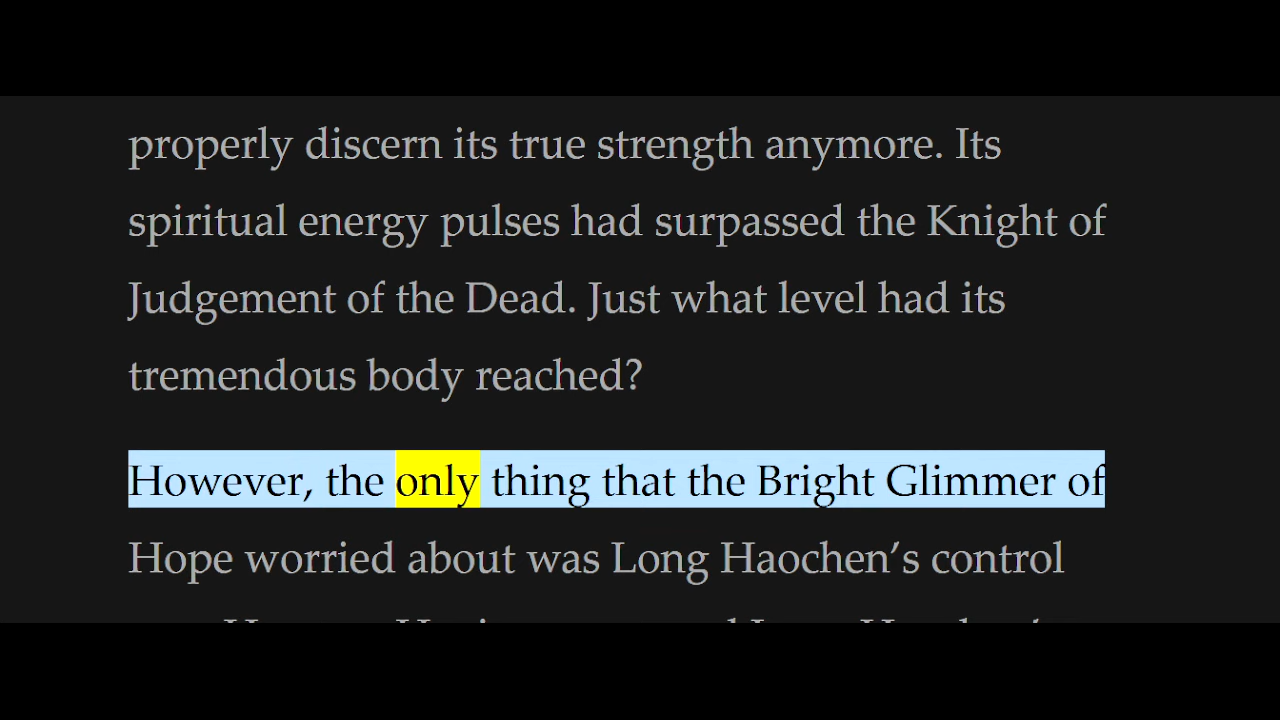 properly discern its true strength anymore. Its
spiritual energy pulses had surpassed the Knight of
Judgement of the Dead. Just what level had its
tremendous body reached?
However, the only thing that the Bright Glimmer of
Hope worried about was Long Haochen’s control